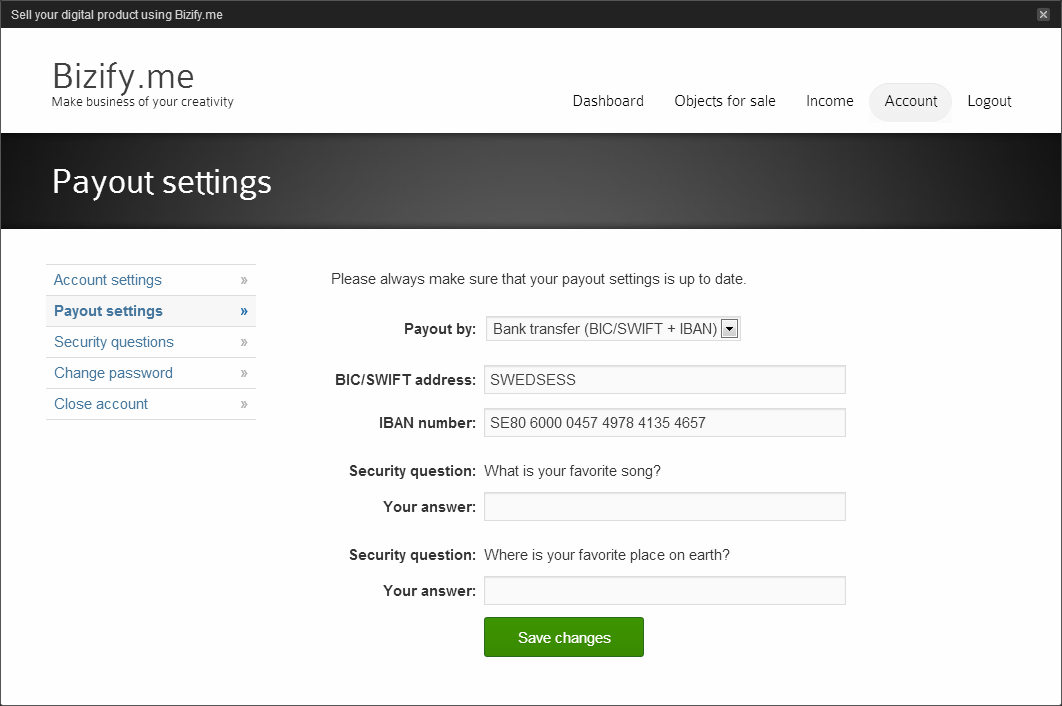 Sell your digital product using Bizify.me
Bizify.me
Make business of your creativity
Dashboard Objects for sale Income Account Logout
Payout settings
Account settings »
Payout settings »
Security questions »
Change password »
Close account »
Please always make sure that your payout settings is up to date.
Payout by: Bank transfer (BIC/SWIFT + IBAN)
BIC/SWIFT address: SWEDSESS
IBAN number: SE80 6000 0457 4978 4135 4657
Security question: What is your favorite song?
Your answer:
Security question: Where is your favorite place on earth?
Your answer:
Save changes